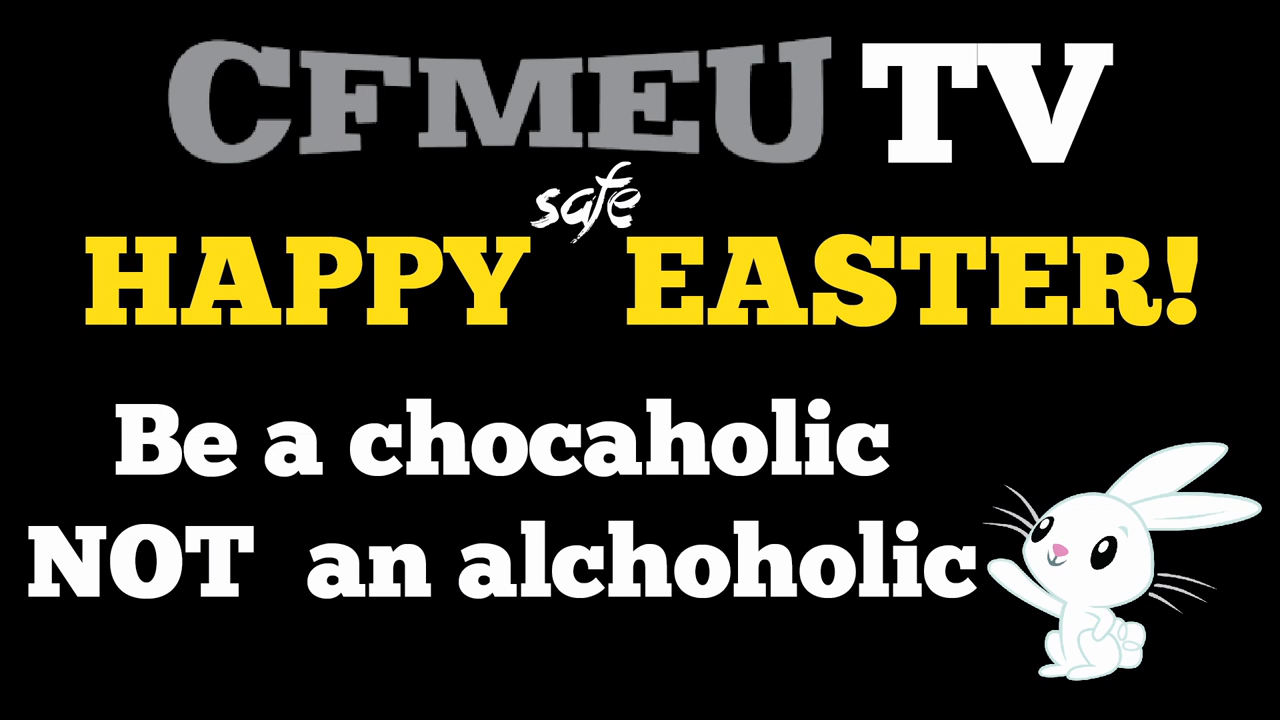 CFMEU TV
safe
HAPPY EASTER!
Be a chocaholic
NOT an alchoholic